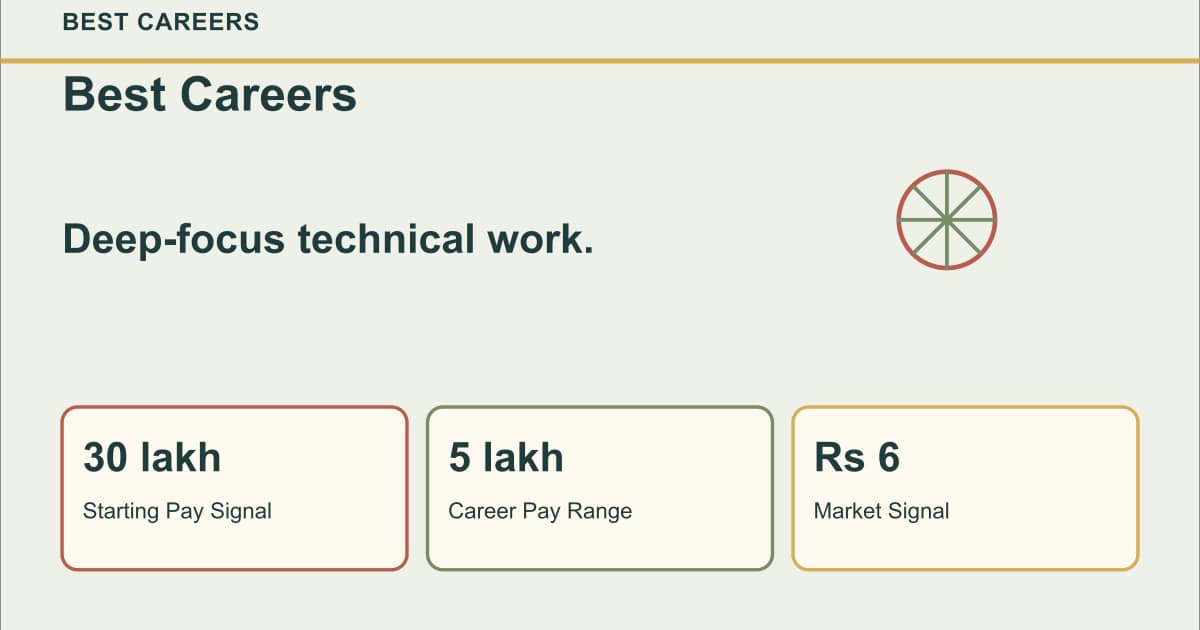 BEST CAREERS
Best Careers
Deep-focus technical work.
30 lakh
Starting Pay Signal
5 lakh
Career Pay Range
Rs 6
Market Signal